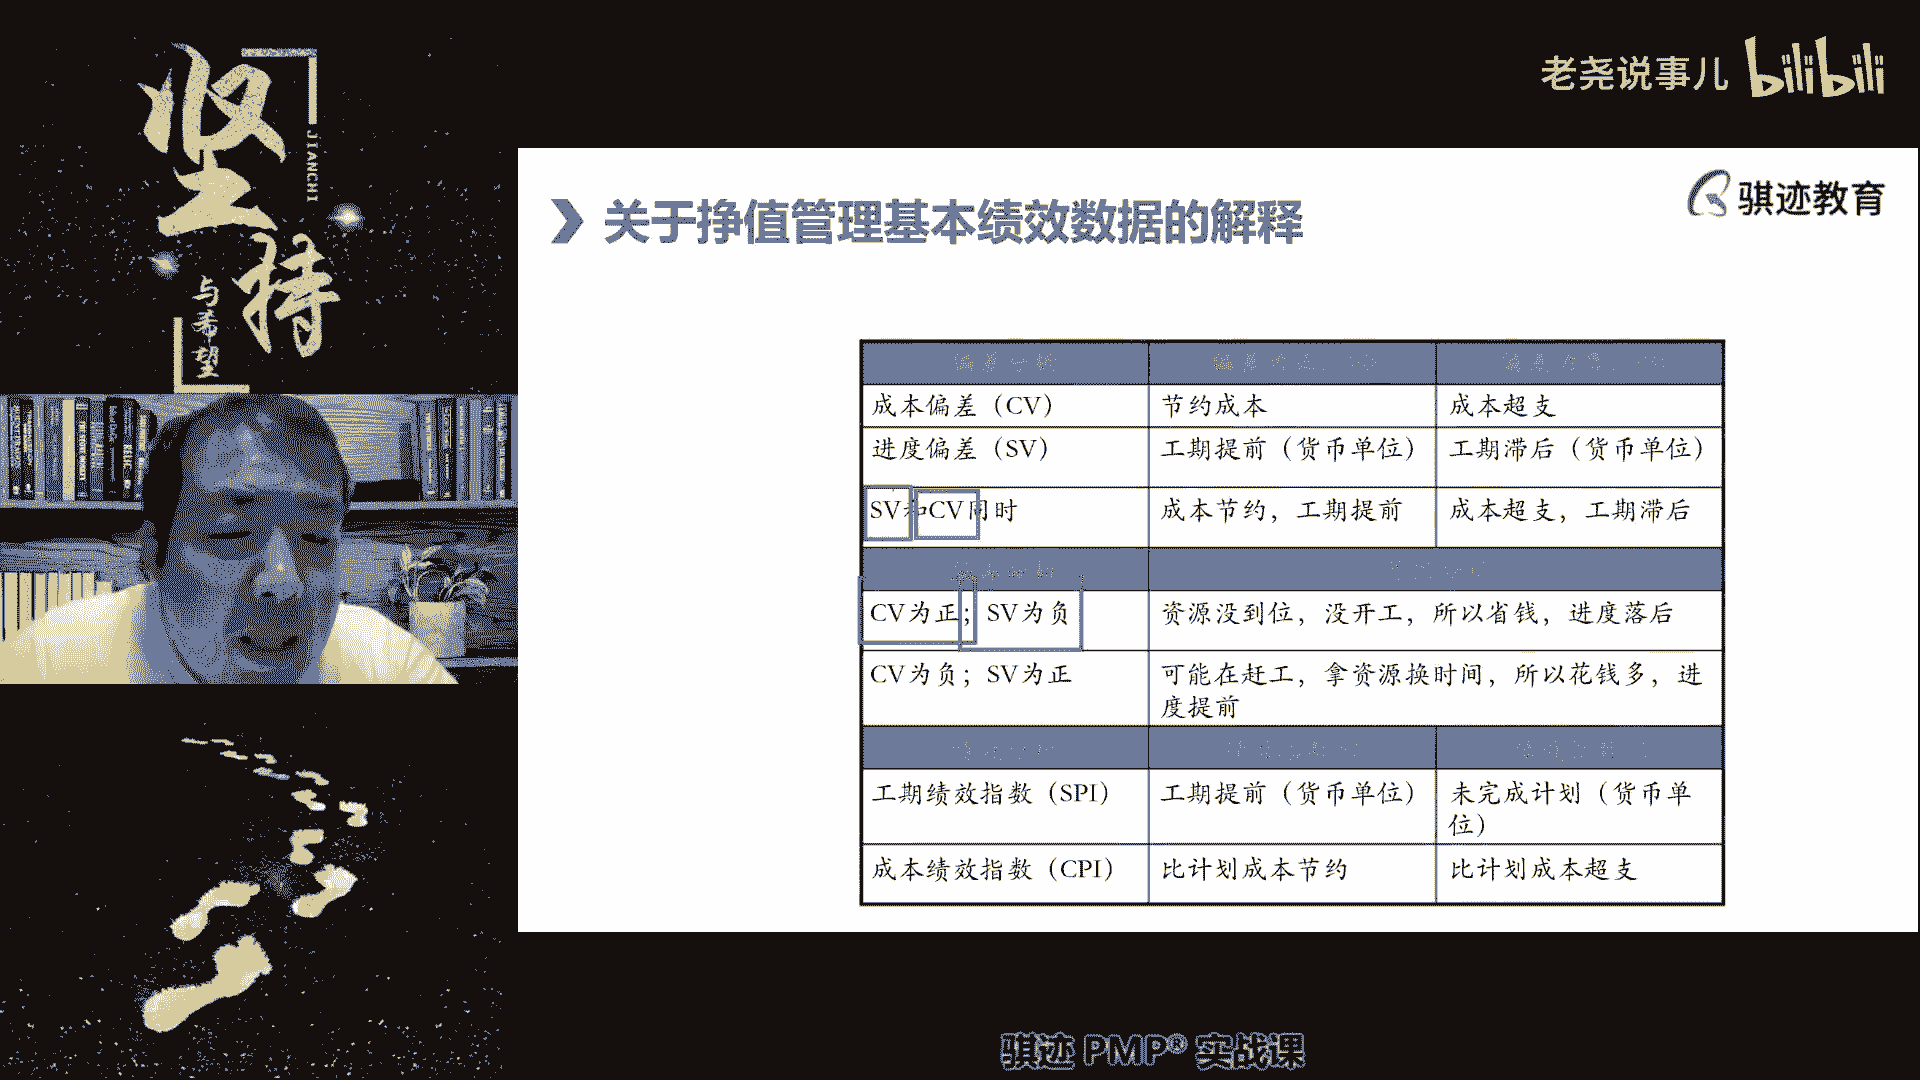 坚持
JIANCHI
与希望
老尧说事儿 bilibili
骐迹教育
关于挣值管理基本绩效数据的解释
成本偏差（CV） 节约成本 成本超支
进度偏差（SV） 工期提前（货币单位） 工期滞后（货币单位）
SV和CV同时 成本节约，工期提前 成本超支，工期滞后
CV为正；SV为负 资源没到位，没开工，所以省钱，进度落后
CV为负；SV为正 可能在赶工，拿资源换时间，所以花钱多，进
度提前
工期绩效指数（SPI） 工期提前（货币单位） 未完成计划（货币单
位）
成本绩效指数（CPI） 比计划成本节约 比计划成本超支
骐迹 PMP® 实战课